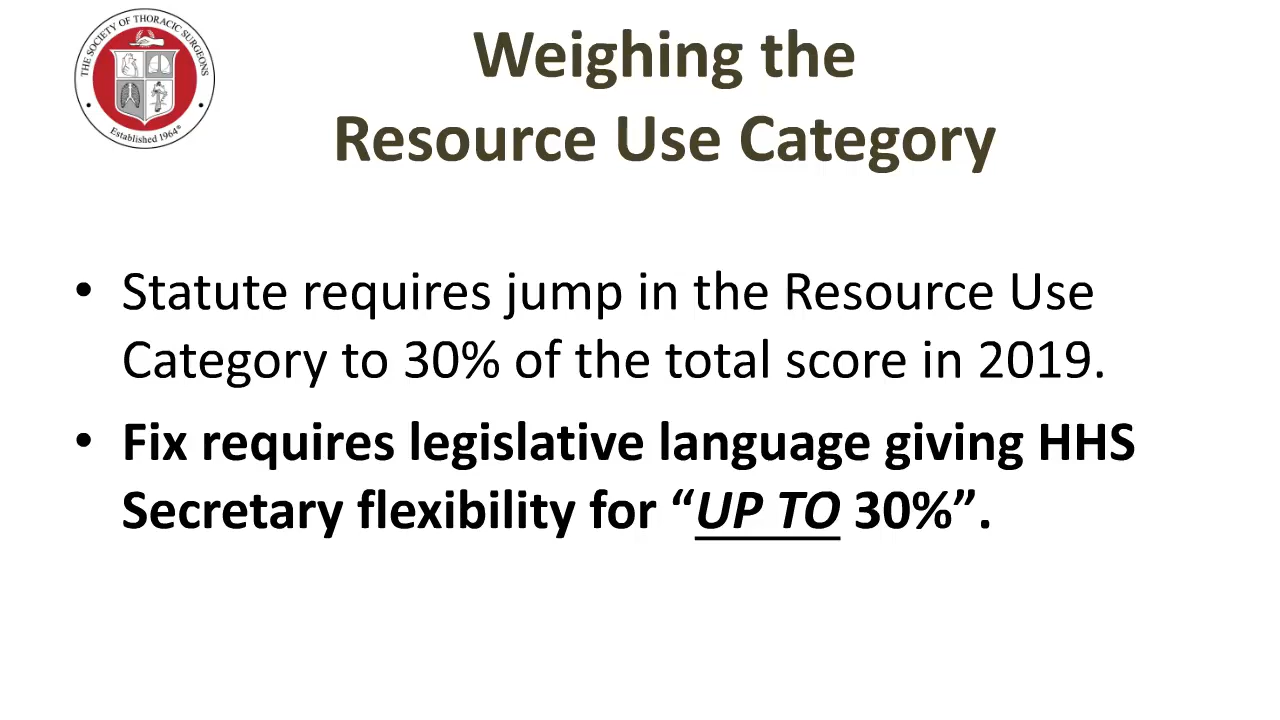 THE SOCIETY OF THORACIC SURGEONS
Established 1964
Weighing the
Resource Use Category
• Statute requires jump in the Resource Use
Category to 30% of the total score in 2019.
• Fix requires legislative language giving HHS
Secretary flexibility for “UP TO 30%”.